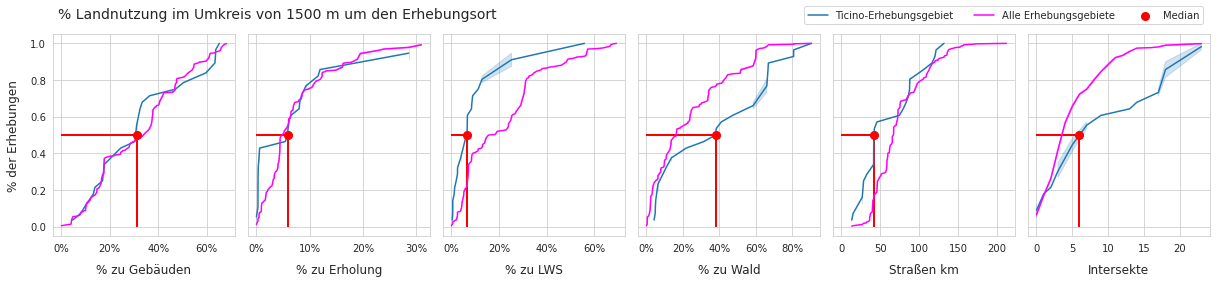 % Landnutzung im Umkreis von 1500 m um den Erhebungsort
Ticino-Erhebungsgebiet Alle Erhebungsgebiete Median
% der Erhebungen
1.0
0.8
0.6
0.4
0.2
0.0
0% 20% 40% 60%
% zu Gebäuden
0% 10% 20% 30%
% zu Erholung
0% 20% 40% 60%
% zu LWS
0% 20% 40% 60% 80%
% zu Wald
0 50 100 150 200
Straßen km
0 5 10 15 20
Intersekte